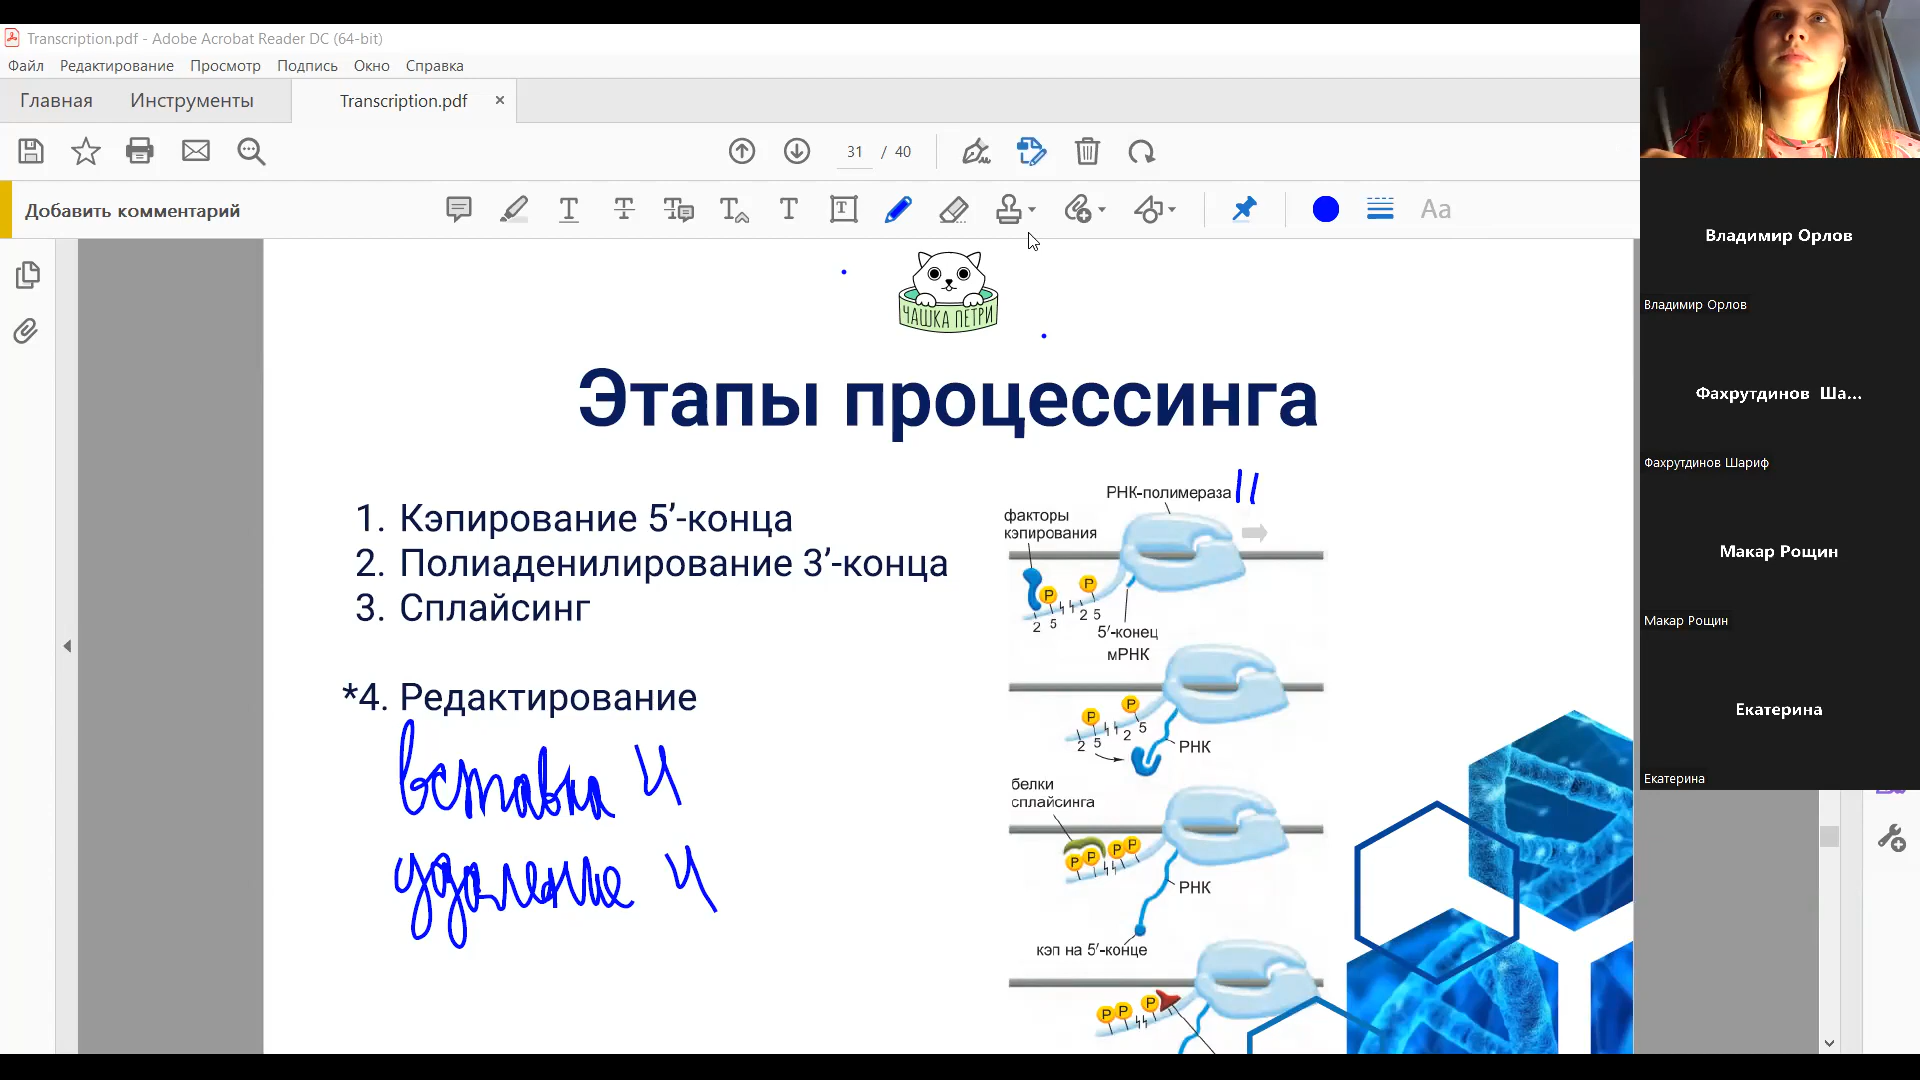 Transcription.pdf - Adobe Acrobat Reader DC (64-bit)
Файл Редактирование Просмотр Подпись Окно Справка
Главная Инструменты Transcription.pdf ×
31 / 40
Добавить комментарий
T T T T T T Aa
ЧАШКА ПЕТРИ
Этапы процессинга
1. Кэпирование 5’-конца
2. Полиаденилирование 3’-конца
3. Сплайсинг
*4. Редактирование
вставка Ч
удаление Ч
РНК-полимераза II
факторы
кэпирования
P P
2 5 2 5
5′-конец
мРНК
P P
2 5 2 5
РНК
белки
сплайсинга
P P P P
РНК
кэп на 5′-конце
P P P
Владимир Орлов
Владимир Орлов
Фахрутдинов Ша...
Фахрутдинов Шариф
Макар Рощин
Макар Рощин
Екатерина
Екатерина